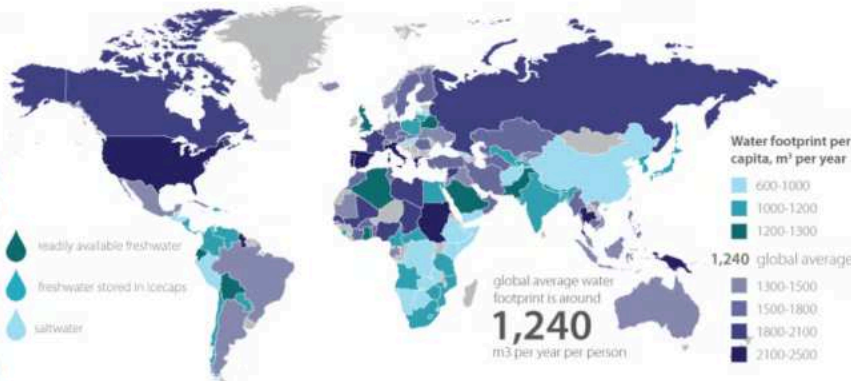 readily available freshwater
freshwater stored in icecaps
saltwater
global average water
footprint is around
1,240
m3 per year per person
Water footprint per
capita, m³ per year
600-1000
1000-1200
1200-1300
1,240 global average
1300-1500
1500-1800
1800-2100
2100-2500